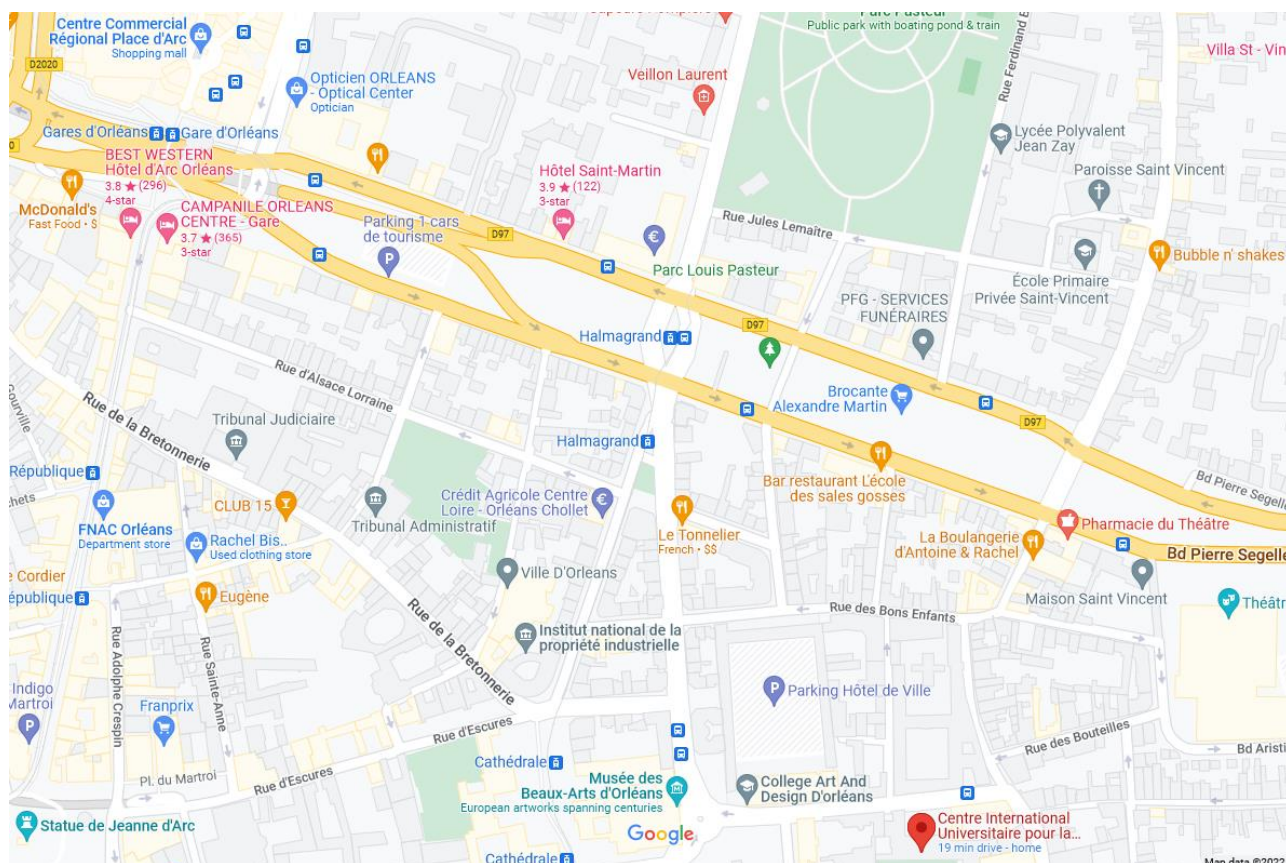 Centre Commercial
Régional Place d'Arc
Shopping mall
D2020
Opticien ORLEANS
- Optical Center
Optician
Parc Pasteur
Public park with boating pond & train
Veillon Laurent
Villa St - Vin
Lycée Polyvalent
Jean Zay
Paroisse Saint Vincent
Gares d'Orléans
Gare d'Orléans
BEST WESTERN
Hôtel d'Arc Orléans
3.8 ★ (296)
4-star
McDonald's
Fast Food • $
CAMPANILE ORLEANS
CENTRE - Gare
3.7 ★ (365)
3-star
Hôtel Saint-Martin
3.9 ★ (122)
3-star
Parking 1 cars
de tourisme
D97
Rue Jules Lemaître
Parc Louis Pasteur
École Primaire
Privée Saint-Vincent
Bubble n' shakes
PFG - SERVICES
FUNÉRAIRES
Halmagrand
D97
Rue d'Alsace Lorraine
Brocante
Alexandre Martin
D97
Rue de la Bretonnerie
Tribunal Judiciaire
Halmagrand
Bar restaurant L'école
des sales gosses
Bd Pierre Segelle
République
FNAC Orléans
Department store
CLUB 15
Tribunal Administratif
Crédit Agricole Centre
Loire - Orléans Chollet
Le Tonnelier
French • $$
Pharmacie du Théâtre
La Boulangerie
d'Antoine & Rachel
Bd Pierre Segelle
Rachel Bis..
Used clothing store
Eugène
Ville D'Orleans
Maison Saint Vincent
Théâtr
Rue des Bons Enfants
Institut national de la
propriété industrielle
Rue Adolphe Crespin
Rue Sainte-Anne
Rue de la Bretonnerie
Indigo
Martroi
Franprix
Parking Hôtel de Ville
Rue d'Escures
Rue des Bouteilles
Bd Aristi
Pl. du Martroi
Rue d'Escures
Cathédrale
Musée des
Beaux-Arts d'Orléans
European artworks spanning centuries
College Art And
Design D'orléans
Statue de Jeanne d'Arc
Google
Centre International
Universitaire pour la...
19 min drive - home
Cathédrale